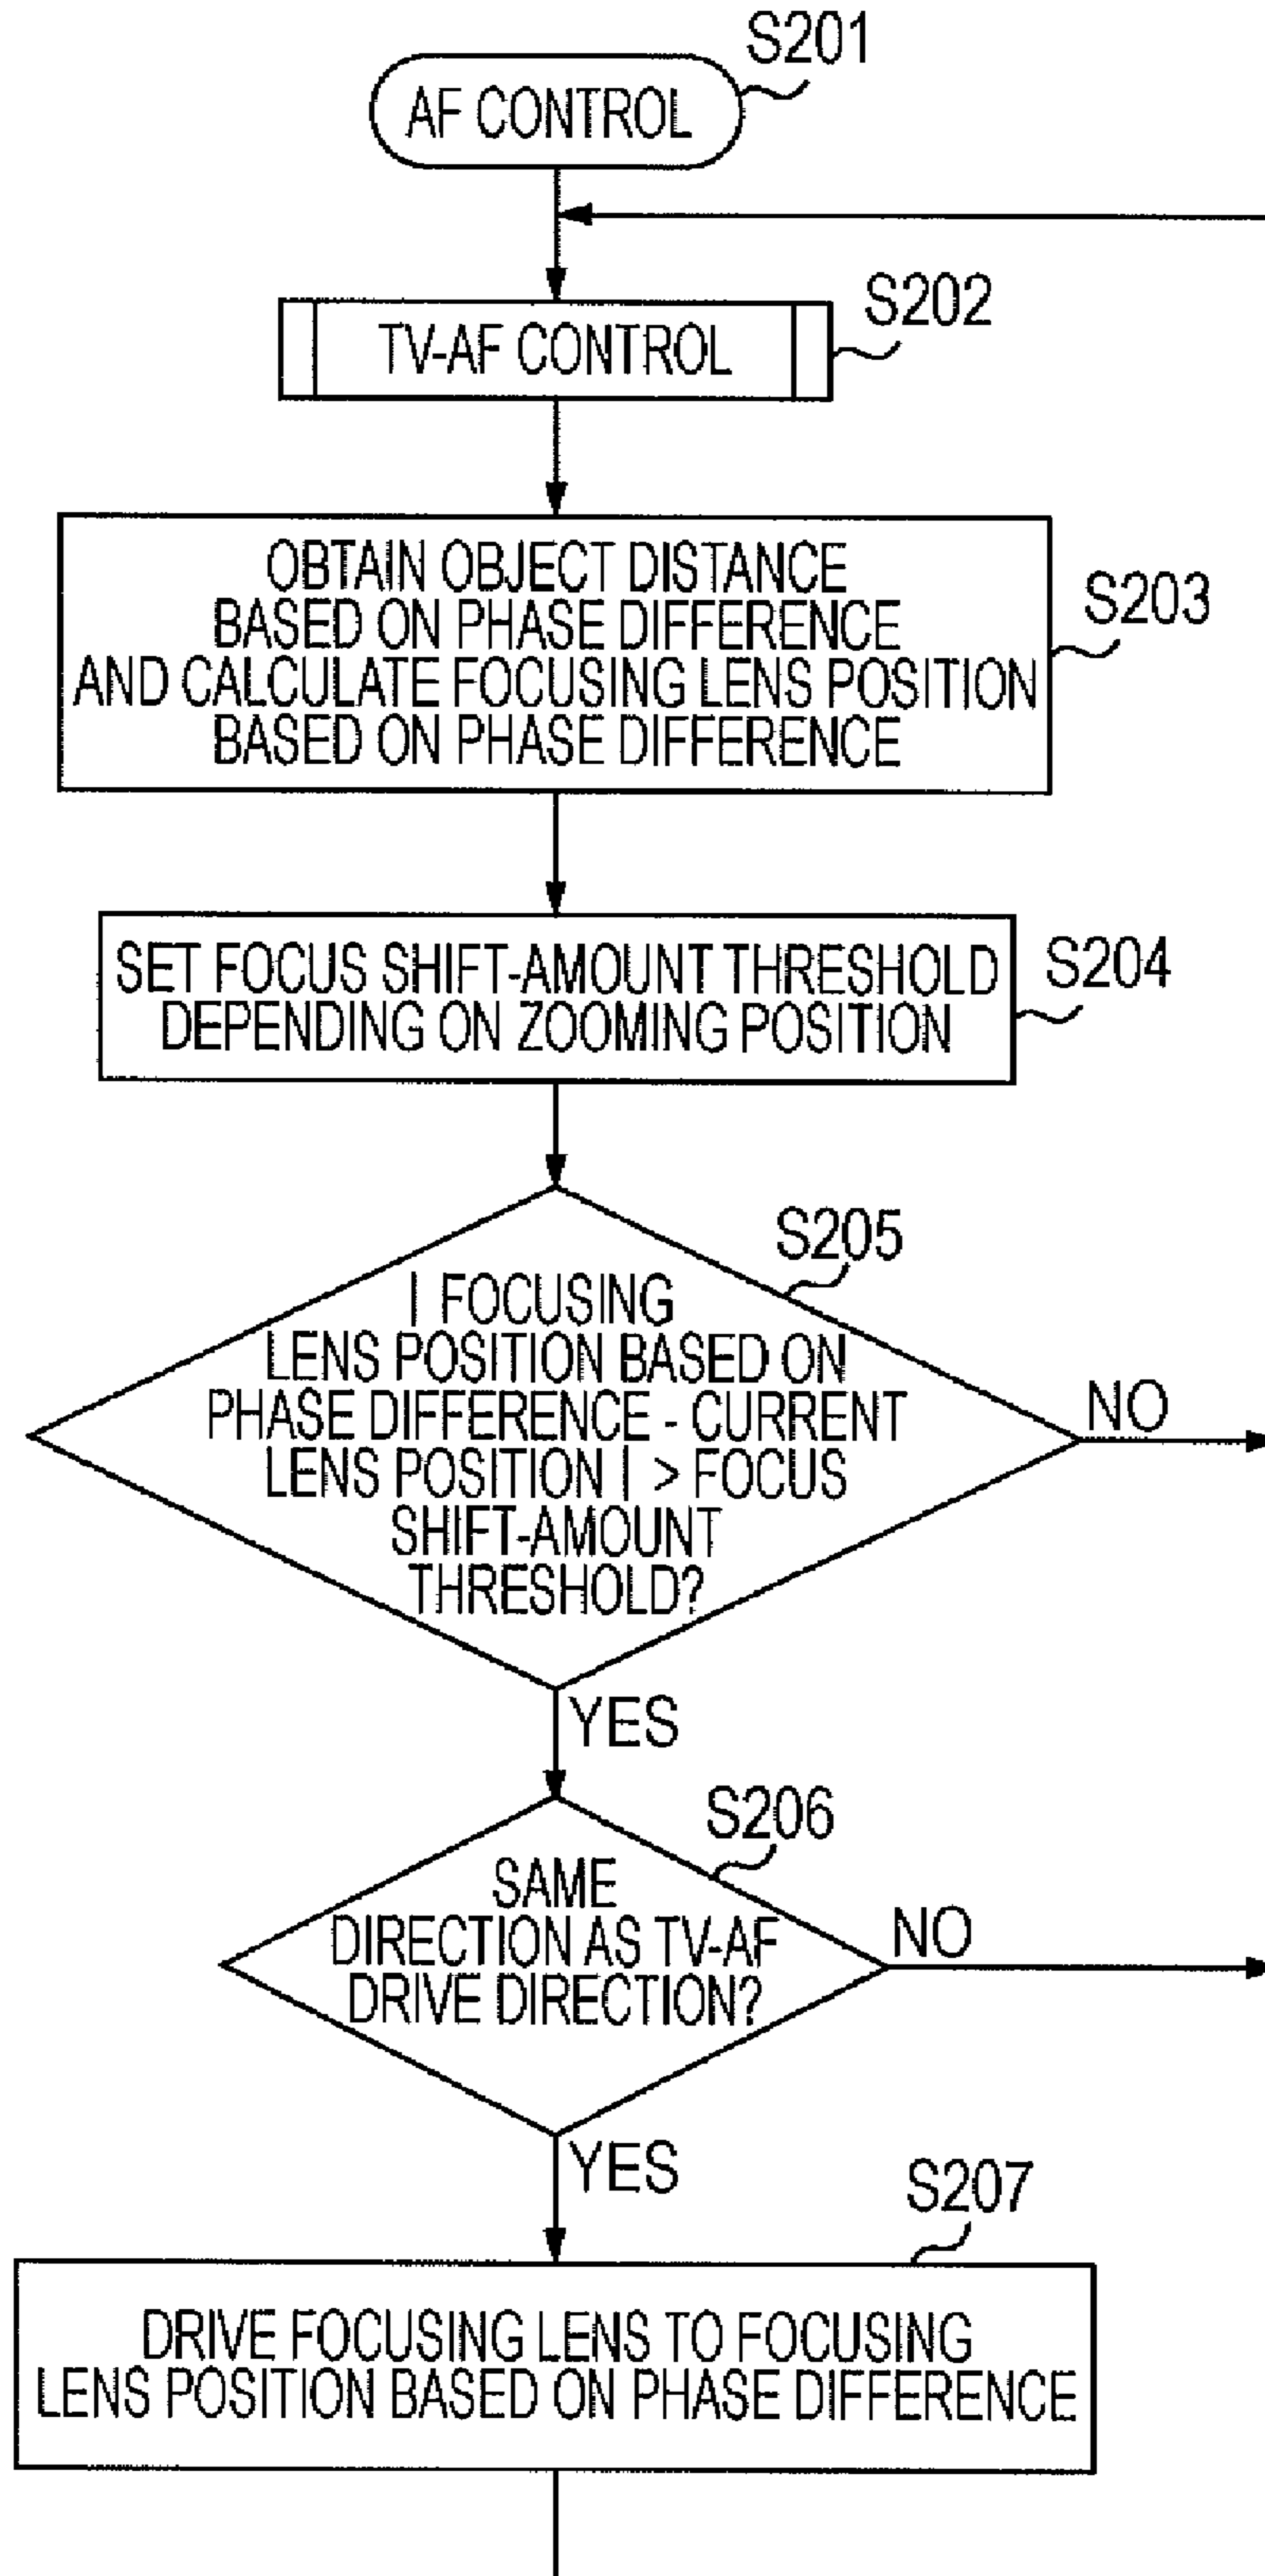 S201
AF CONTROL
S202
TV-AF CONTROL
OBTAIN OBJECT DISTANCE
BASED ON PHASE DIFFERENCE
AND CALCULATE FOCUSING LENS POSITION
BASED ON PHASE DIFFERENCE
S203
SET FOCUS SHIFT-AMOUNT THRESHOLD
DEPENDING ON ZOOMING POSITION
S204
S205
| FOCUSING
LENS POSITION BASED ON
PHASE DIFFERENCE - CURRENT
LENS POSITION | > FOCUS
SHIFT-AMOUNT
THRESHOLD?
NO
YES
S206
SAME
DIRECTION AS TV-AF
DRIVE DIRECTION?
NO
YES
S207
DRIVE FOCUSING LENS TO FOCUSING
LENS POSITION BASED ON PHASE DIFFERENCE